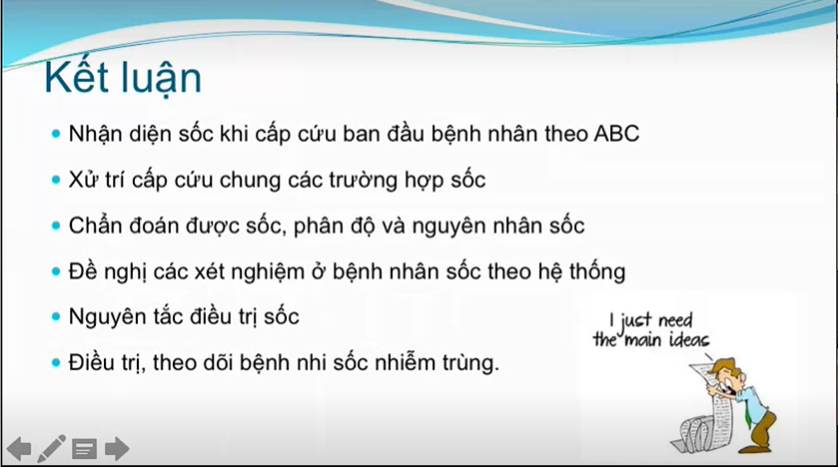 Kết luận
Nhận diện sốc khi cấp cứu ban đầu bệnh nhân theo ABC
Xử trí cấp cứu chung các trường hợp sốc
Chẩn đoán được sốc, phân độ và nguyên nhân sốc
Đề nghị các xét nghiệm ở bệnh nhân sốc theo hệ thống
Nguyên tắc điều trị sốc
Điều trị, theo dõi bệnh nhi sốc nhiễm trùng.
I just need
the main ideas